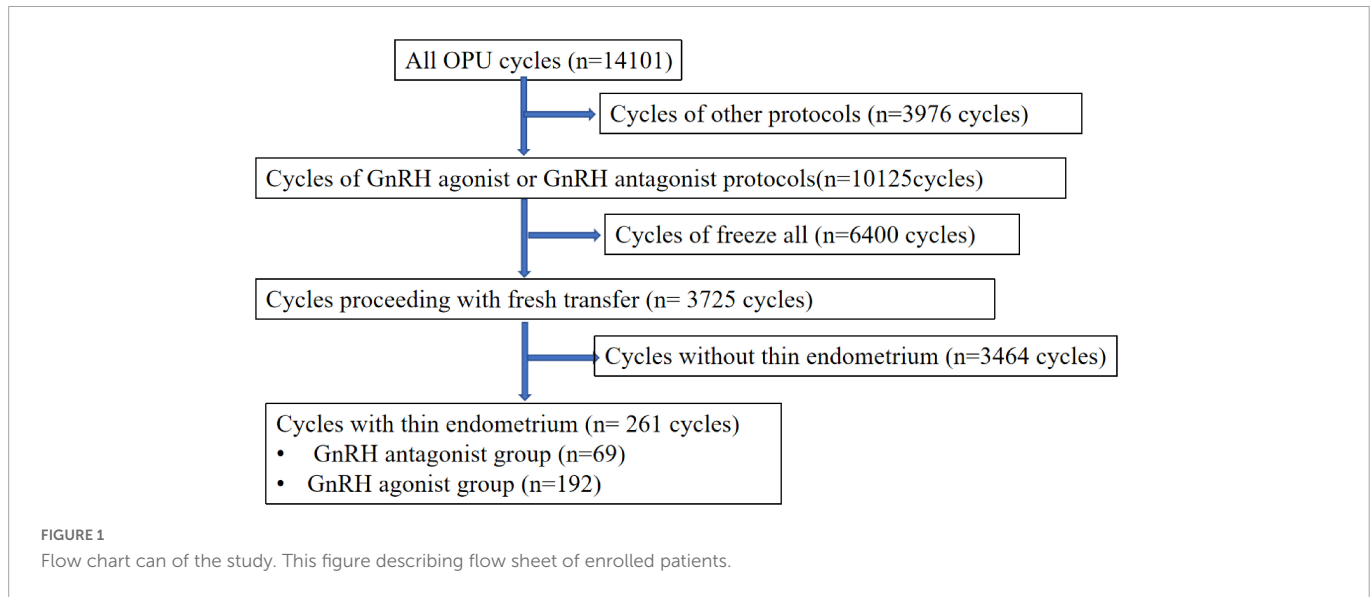 All OPU cycles (n=14101)
Cycles of other protocols (n=3976 cycles)
Cycles of GnRH agonist or GnRH antagonist protocols(n=10125cycles)
Cycles of freeze all (n=6400 cycles)
Cycles proceeding with fresh transfer (n= 3725 cycles)
Cycles without thin endometrium (n=3464 cycles)
Cycles with thin endometrium (n= 261 cycles)
• GnRH antagonist group (n=69)
• GnRH agonist group (n=192)
FIGURE 1
Flow chart can of the study. This figure describing flow sheet of enrolled patients.